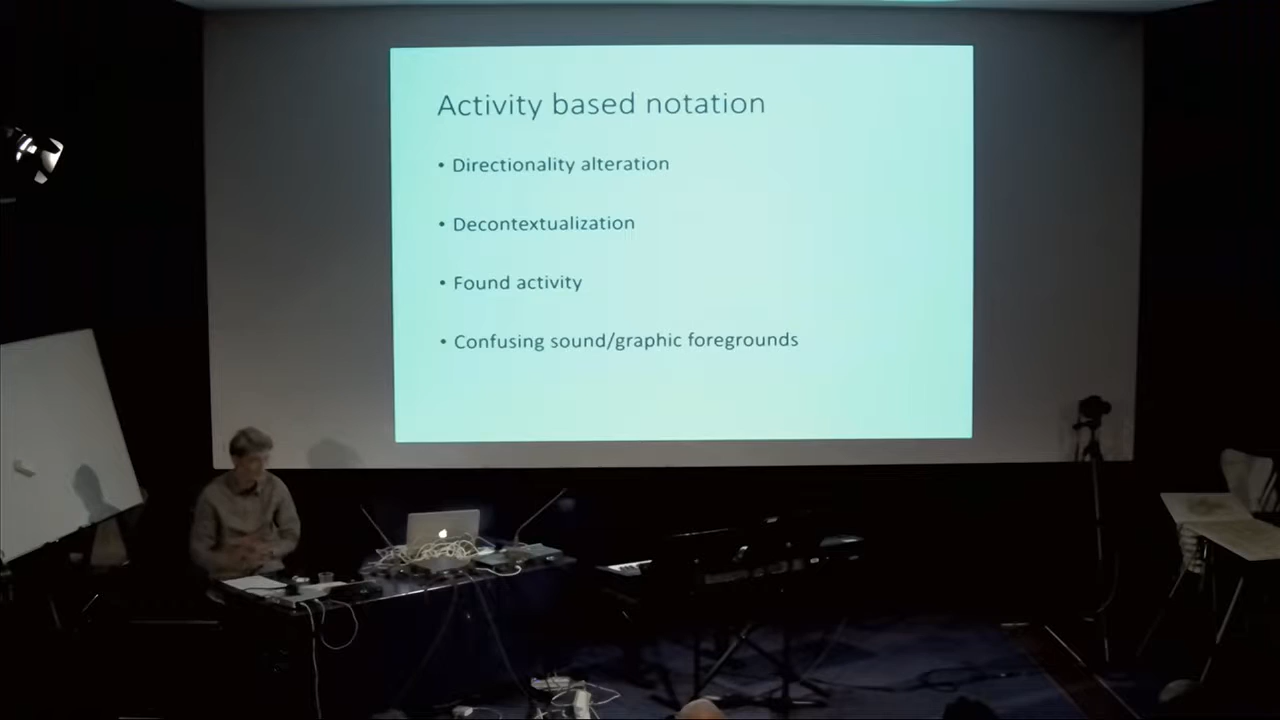 Activity based notation
• Directionality alteration
• Decontextualization
• Found activity
• Confusing sound/graphic foregrounds